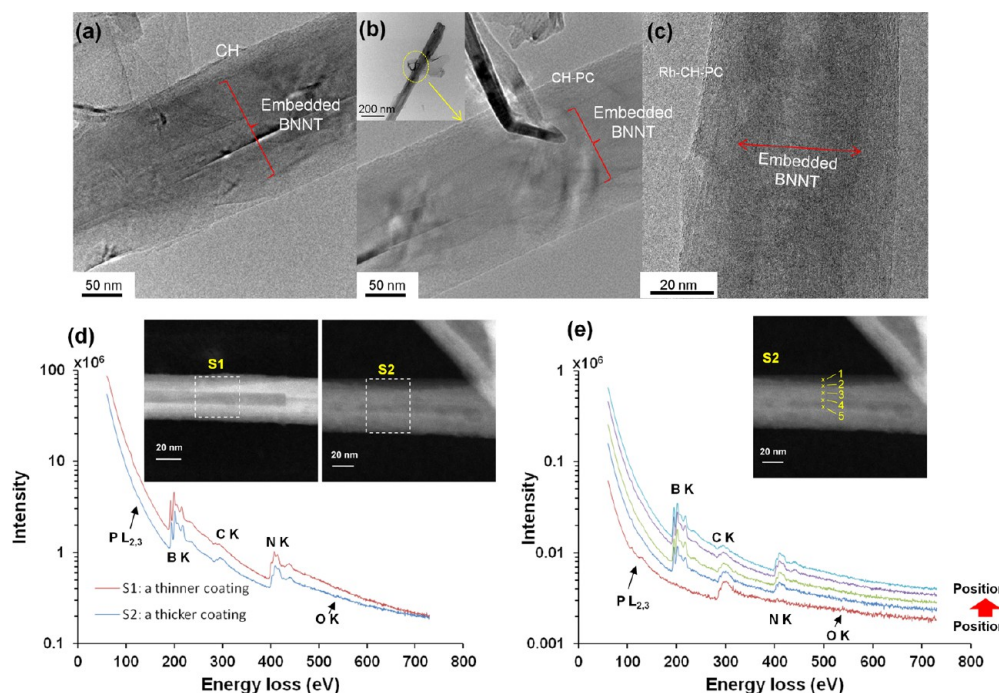 (a)
CH
Embedded
BNNT
50 nm
(b)
200 nm
CH-PC
Embedded
BNNT
50 nm
(c)
Rh-CH-PC
Embedded
BNNT
20 nm
(d)
x10⁶
100
10
1
0.1
Intensity
S1
20 nm
S2
20 nm
P L2,3
B K
C K
N K
O K
S1: a thinner coating
S2: a thicker coating
0 100 200 300 400 500 600 700 800
Energy loss (eV)
(e)
x10⁶
1
0.1
0.01
0.001
Intensity
S2
1
2
3
4
5
20 nm
P L2,3
B K
C K
N K
O K
Position
Position
0 100 200 300 400 500 600 700 800
Energy loss (eV)